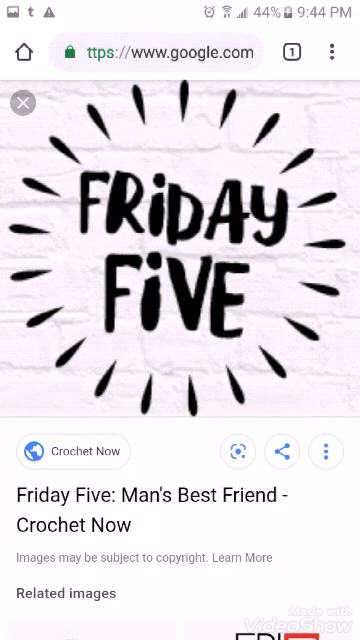 t 44% 9:44 PM
ttps://www.google.com 1
FRiDAY
FiVE
Crochet Now
Friday Five: Man's Best Friend -
Crochet Now
Images may be subject to copyright. Learn More
Related images
Made with
VideoShow